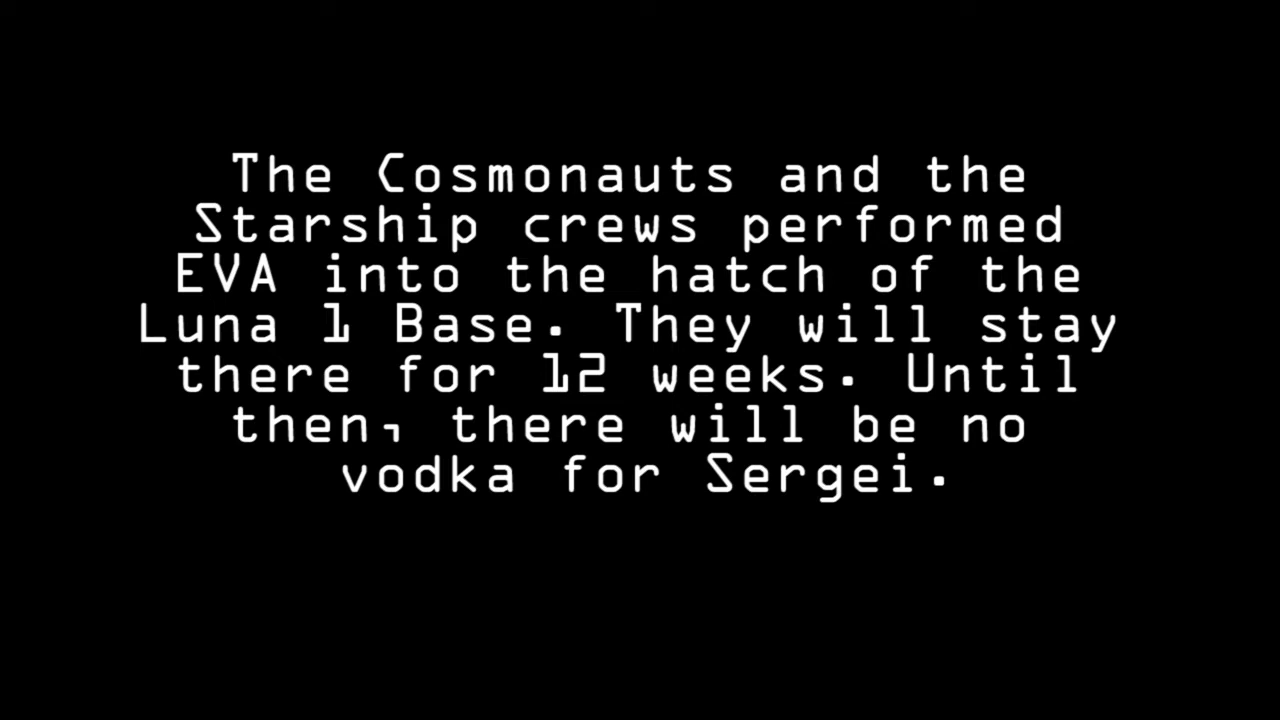 The Cosmonauts and the
Starship crews performed
EVA into the hatch of the
Luna 1 Base. They will stay
there for 12 weeks. Until
then, there will be no
vodka for Sergei.